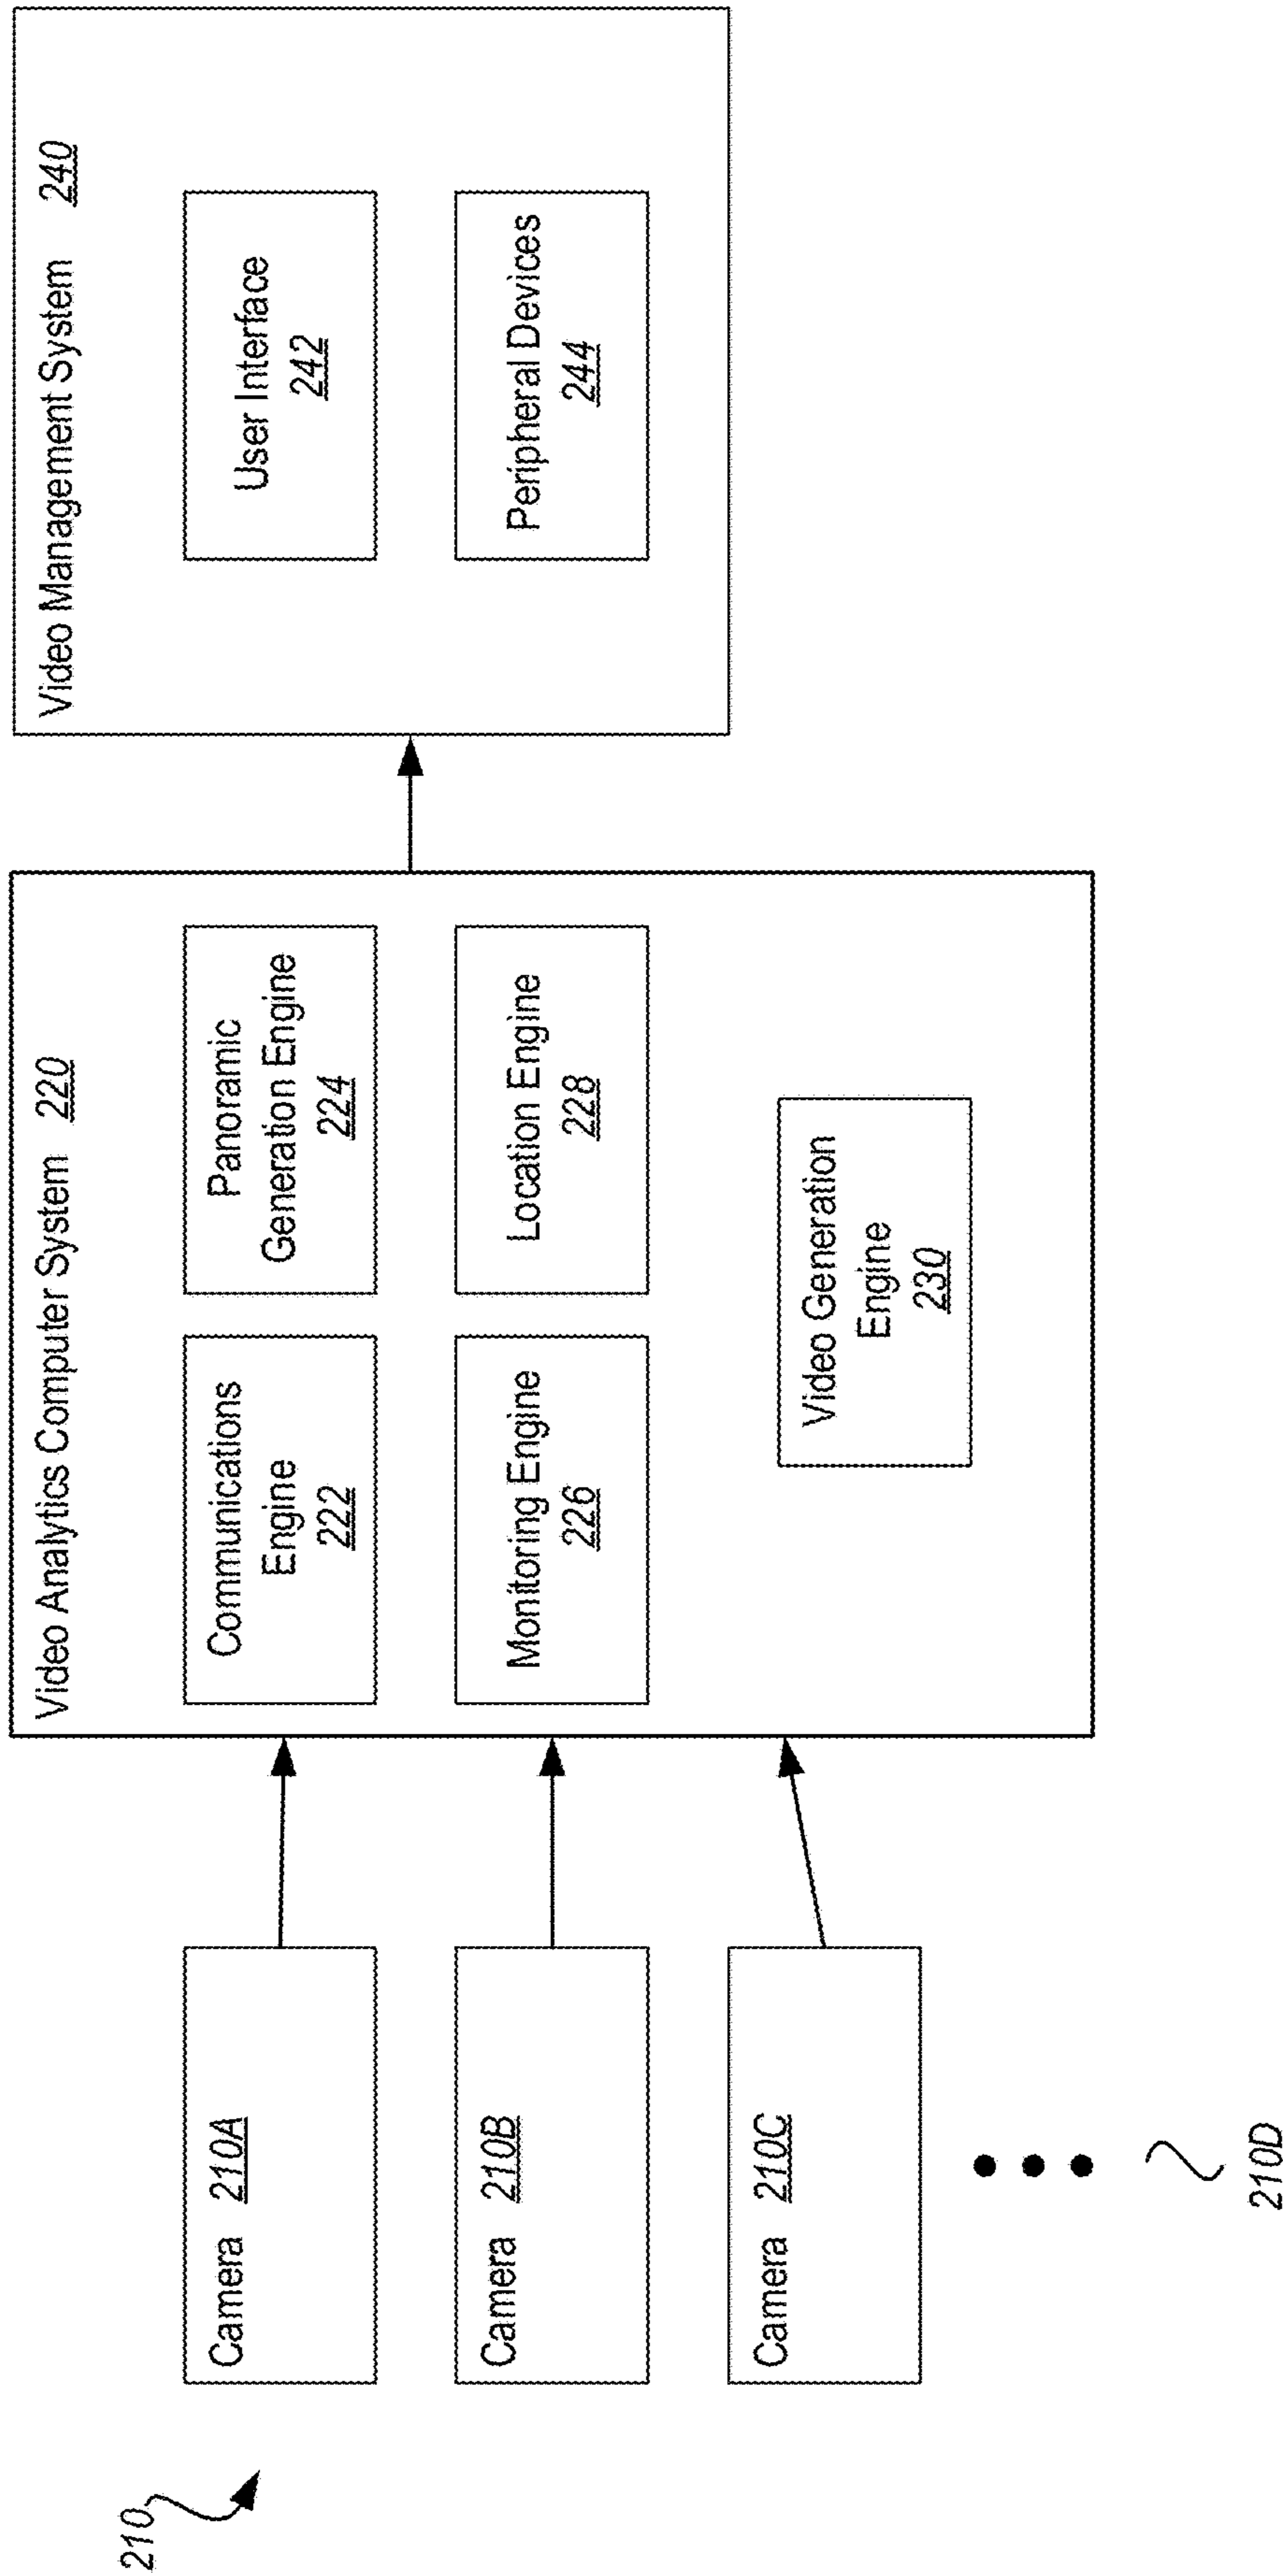 210
Camera 210A
Camera 210B
Camera 210C
210D
Video Analytics Computer System 220
Communications
Engine
222
Panoramic
Generation Engine
224
Monitoring Engine
226
Location Engine
228
Video Generation
Engine
230
Video Management System 240
User Interface
242
Peripheral Devices
244